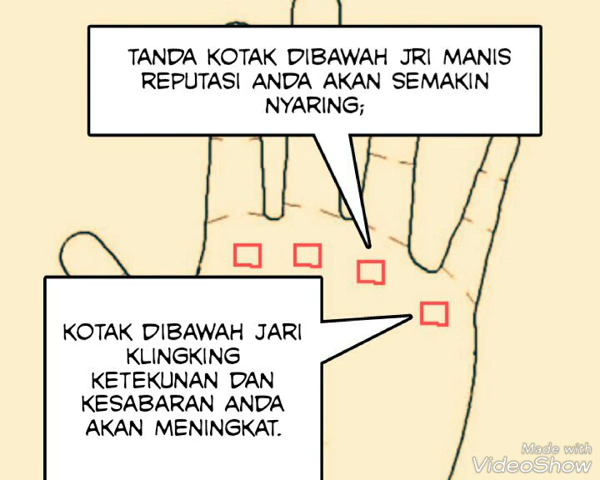 TANDA KOTAK DIBAWAH JRI MANIS
REPUTASI ANDA AKAN SEMAKIN
NYARING;
KOTAK DIBAWAH JARI
KLINGKING
KETEKUNAN DAN
KESABARAN ANDA
AKAN MENINGKAT.
Made with
VideoShow